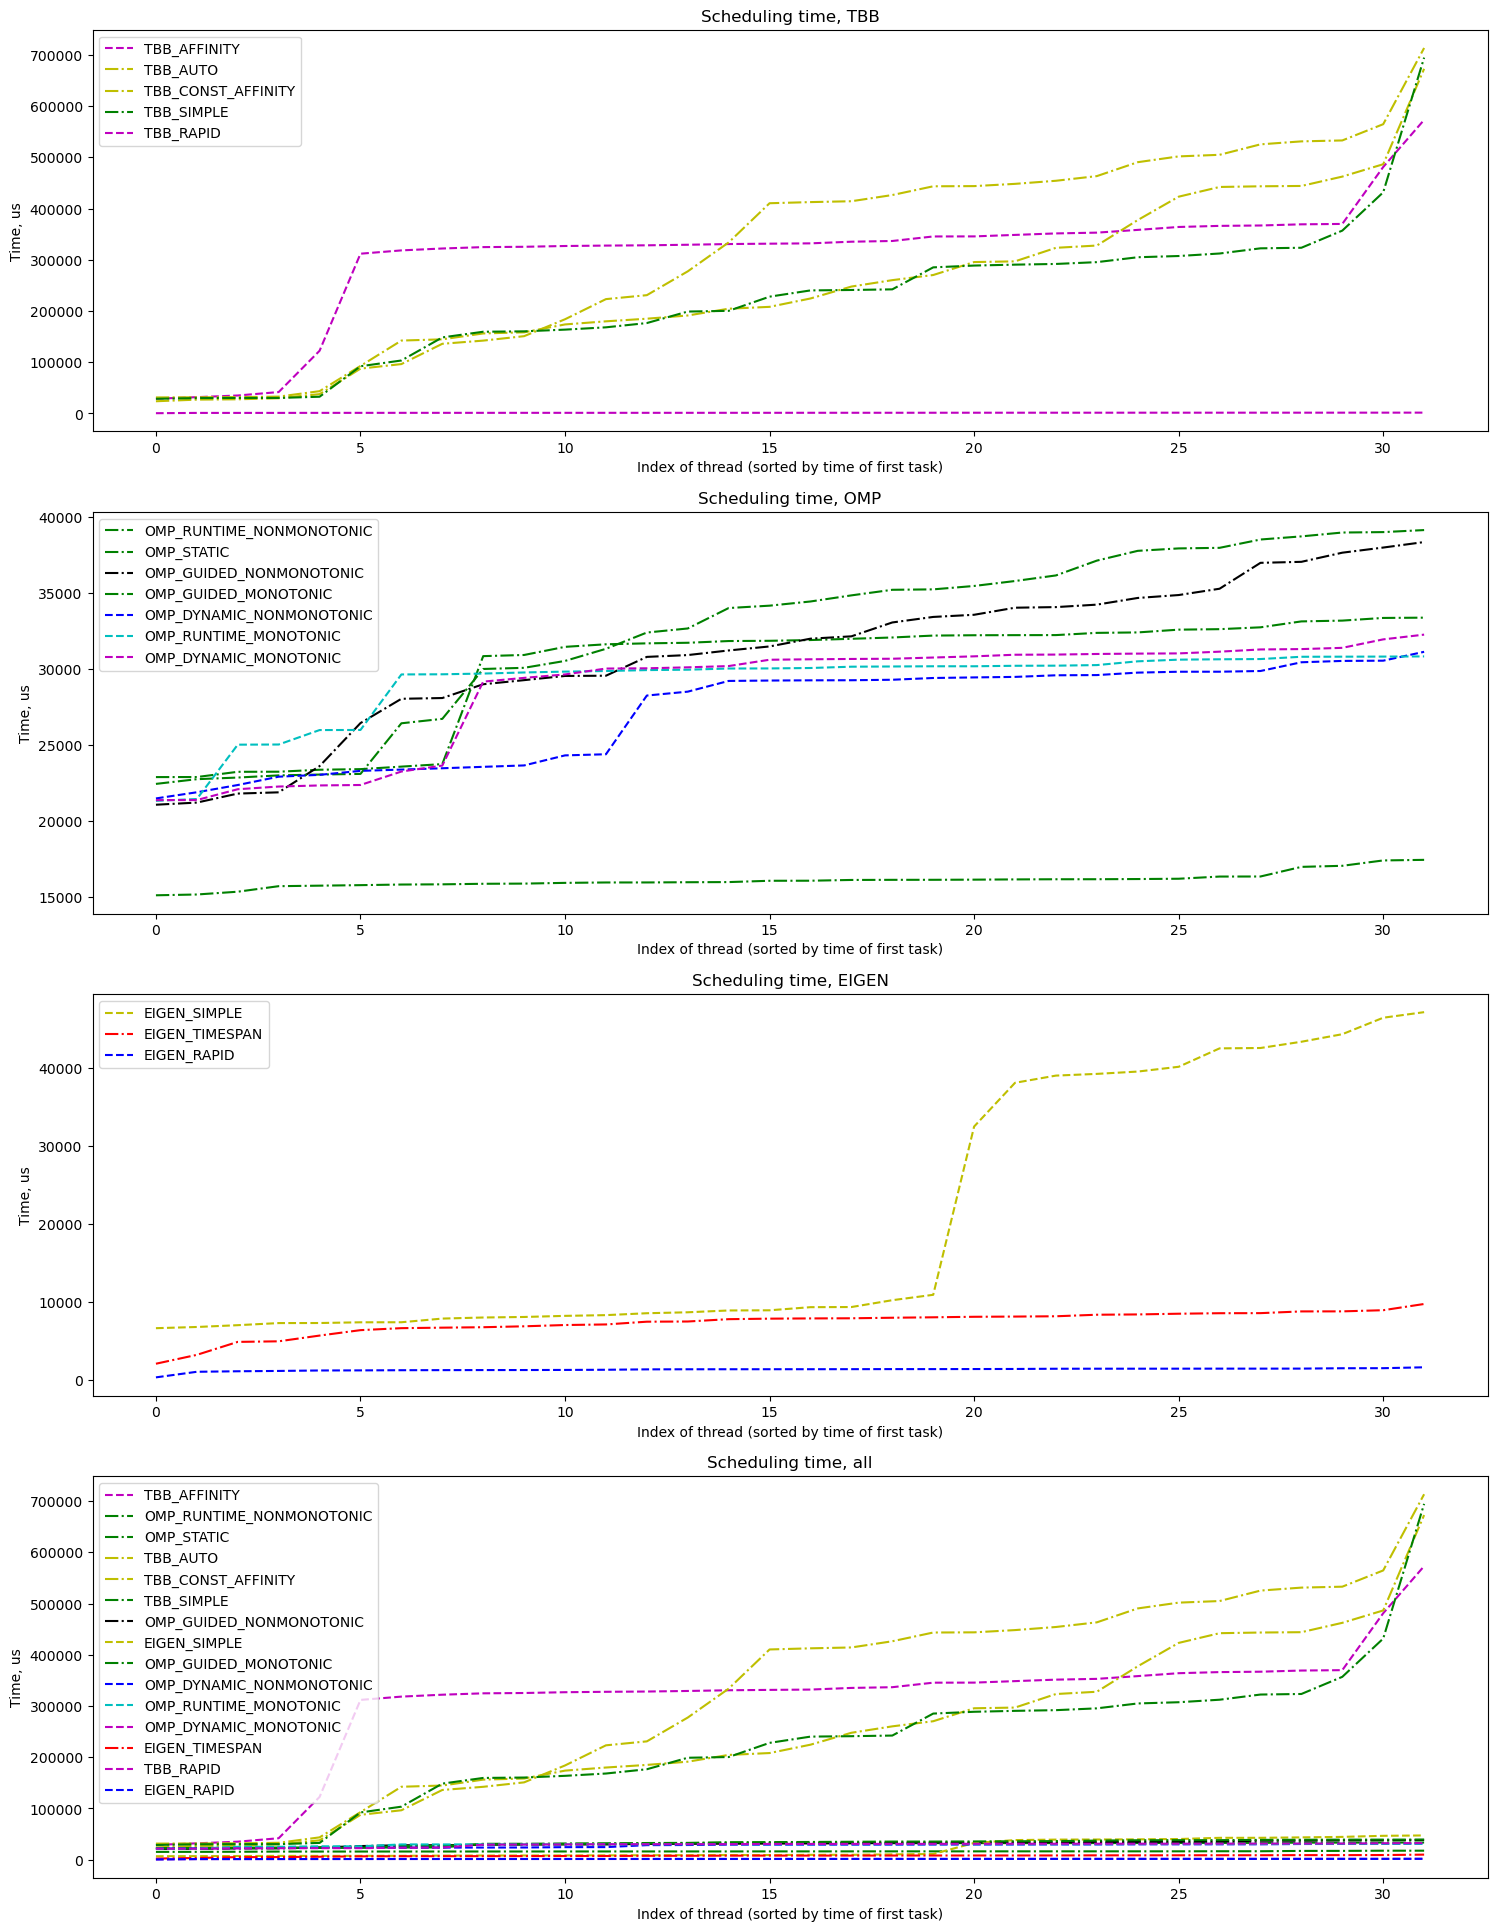 Scheduling time, TBB
TBB_AFFINITY
TBB_AUTO
TBB_CONST_AFFINITY
TBB_SIMPLE
TBB_RAPID
700000
600000
500000
400000
300000
200000
100000
0
Time, us
0 5 10 15 20 25 30
Index of thread (sorted by time of first task)
Scheduling time, OMP
OMP_RUNTIME_NONMONOTONIC
OMP_STATIC
OMP_GUIDED_NONMONOTONIC
OMP_GUIDED_MONOTONIC
OMP_DYNAMIC_NONMONOTONIC
OMP_RUNTIME_MONOTONIC
OMP_DYNAMIC_MONOTONIC
40000
35000
30000
25000
20000
15000
Time, us
0 5 10 15 20 25 30
Index of thread (sorted by time of first task)
Scheduling time, EIGEN
EIGEN_SIMPLE
EIGEN_TIMESPAN
EIGEN_RAPID
40000
30000
20000
10000
0
Time, us
0 5 10 15 20 25 30
Index of thread (sorted by time of first task)
Scheduling time, all
TBB_AFFINITY
OMP_RUNTIME_NONMONOTONIC
OMP_STATIC
TBB_AUTO
TBB_CONST_AFFINITY
TBB_SIMPLE
OMP_GUIDED_NONMONOTONIC
EIGEN_SIMPLE
OMP_GUIDED_MONOTONIC
OMP_DYNAMIC_NONMONOTONIC
OMP_RUNTIME_MONOTONIC
OMP_DYNAMIC_MONOTONIC
EIGEN_TIMESPAN
TBB_RAPID
EIGEN_RAPID
700000
600000
500000
400000
300000
200000
100000
0
Time, us
0 5 10 15 20 25 30
Index of thread (sorted by time of first task)